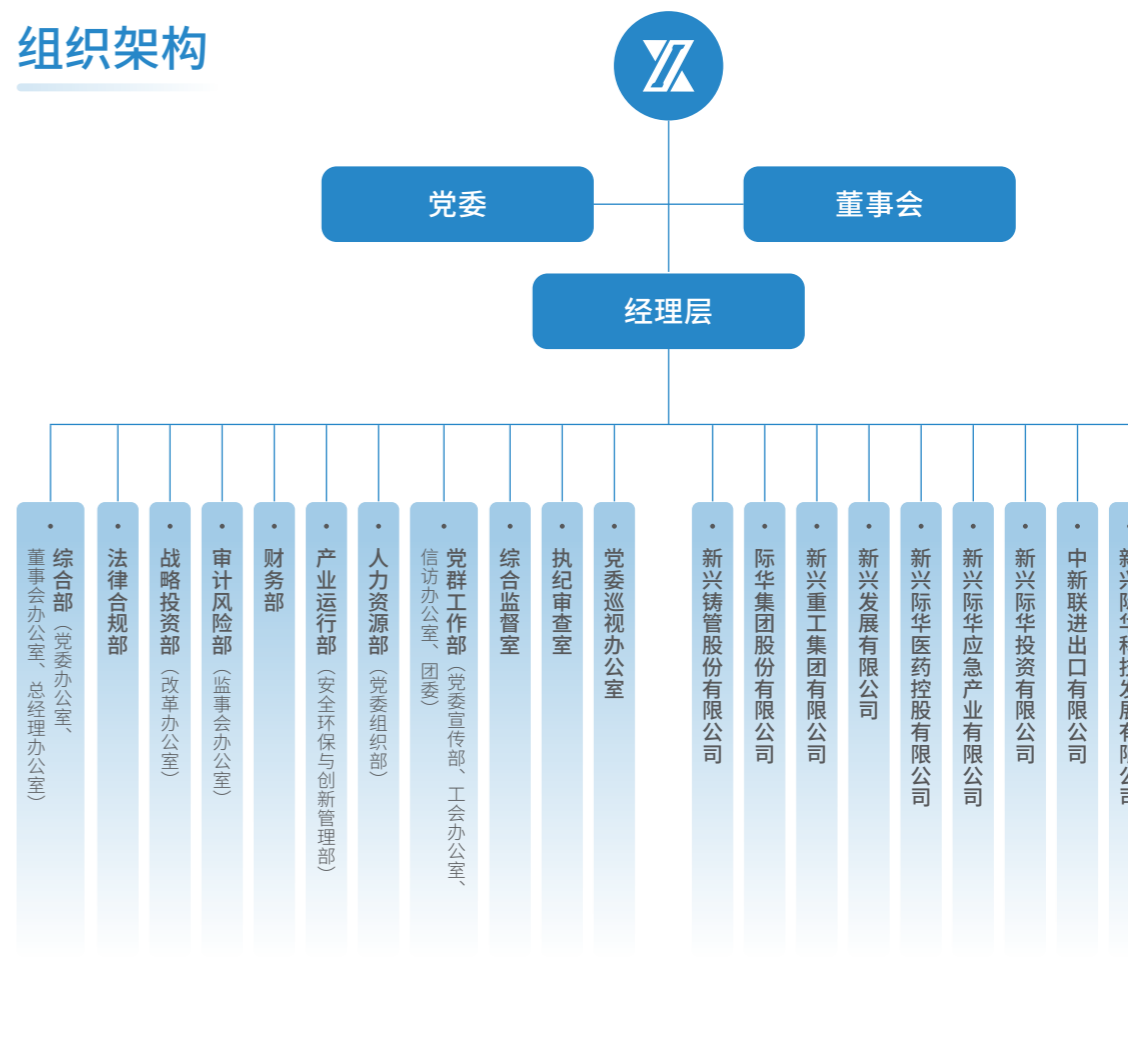 组织架构
党委
董事会
经理层
综合部（党委办公室、
董事会办公室、总经理办公室）
法律合规部
战略投资部（改革办公室）
审计风险部（监事会办公室）
财务部
产业运行部（安全环保与创新管理部）
人力资源部（党委组织部）
党群工作部（党委宣传部、工会办公室、
信访办公室、团委）
综合监督室
执纪审查室
党委巡视办公室
新兴铸管股份有限公司
际华集团股份有限公司
新兴重工集团有限公司
新兴发展有限公司
新兴际华医药控股有限公司
新兴际华应急产业有限公司
新兴际华投资有限公司
中新联进出口有限公司